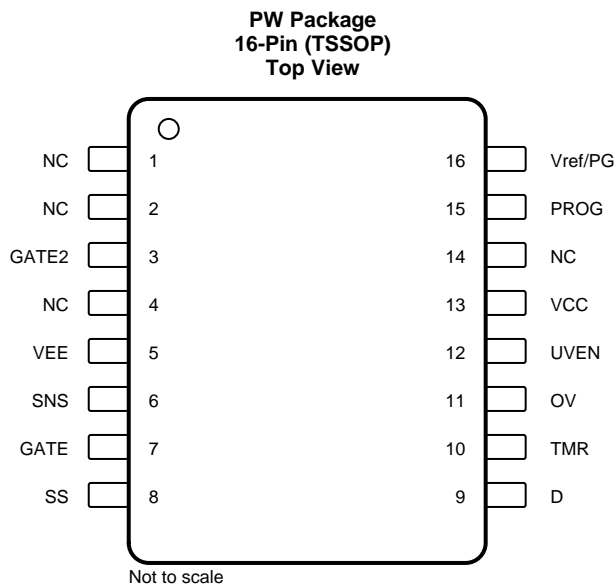 PW Package
16-Pin (TSSOP)
Top View
NC 1 16 Vref/PG
NC 2 15 PROG
GATE2 3 14 NC
NC 4 13 VCC
VEE 5 12 UVEN
SNS 6 11 OV
GATE 7 10 TMR
SS 8 9 D
Not to scale